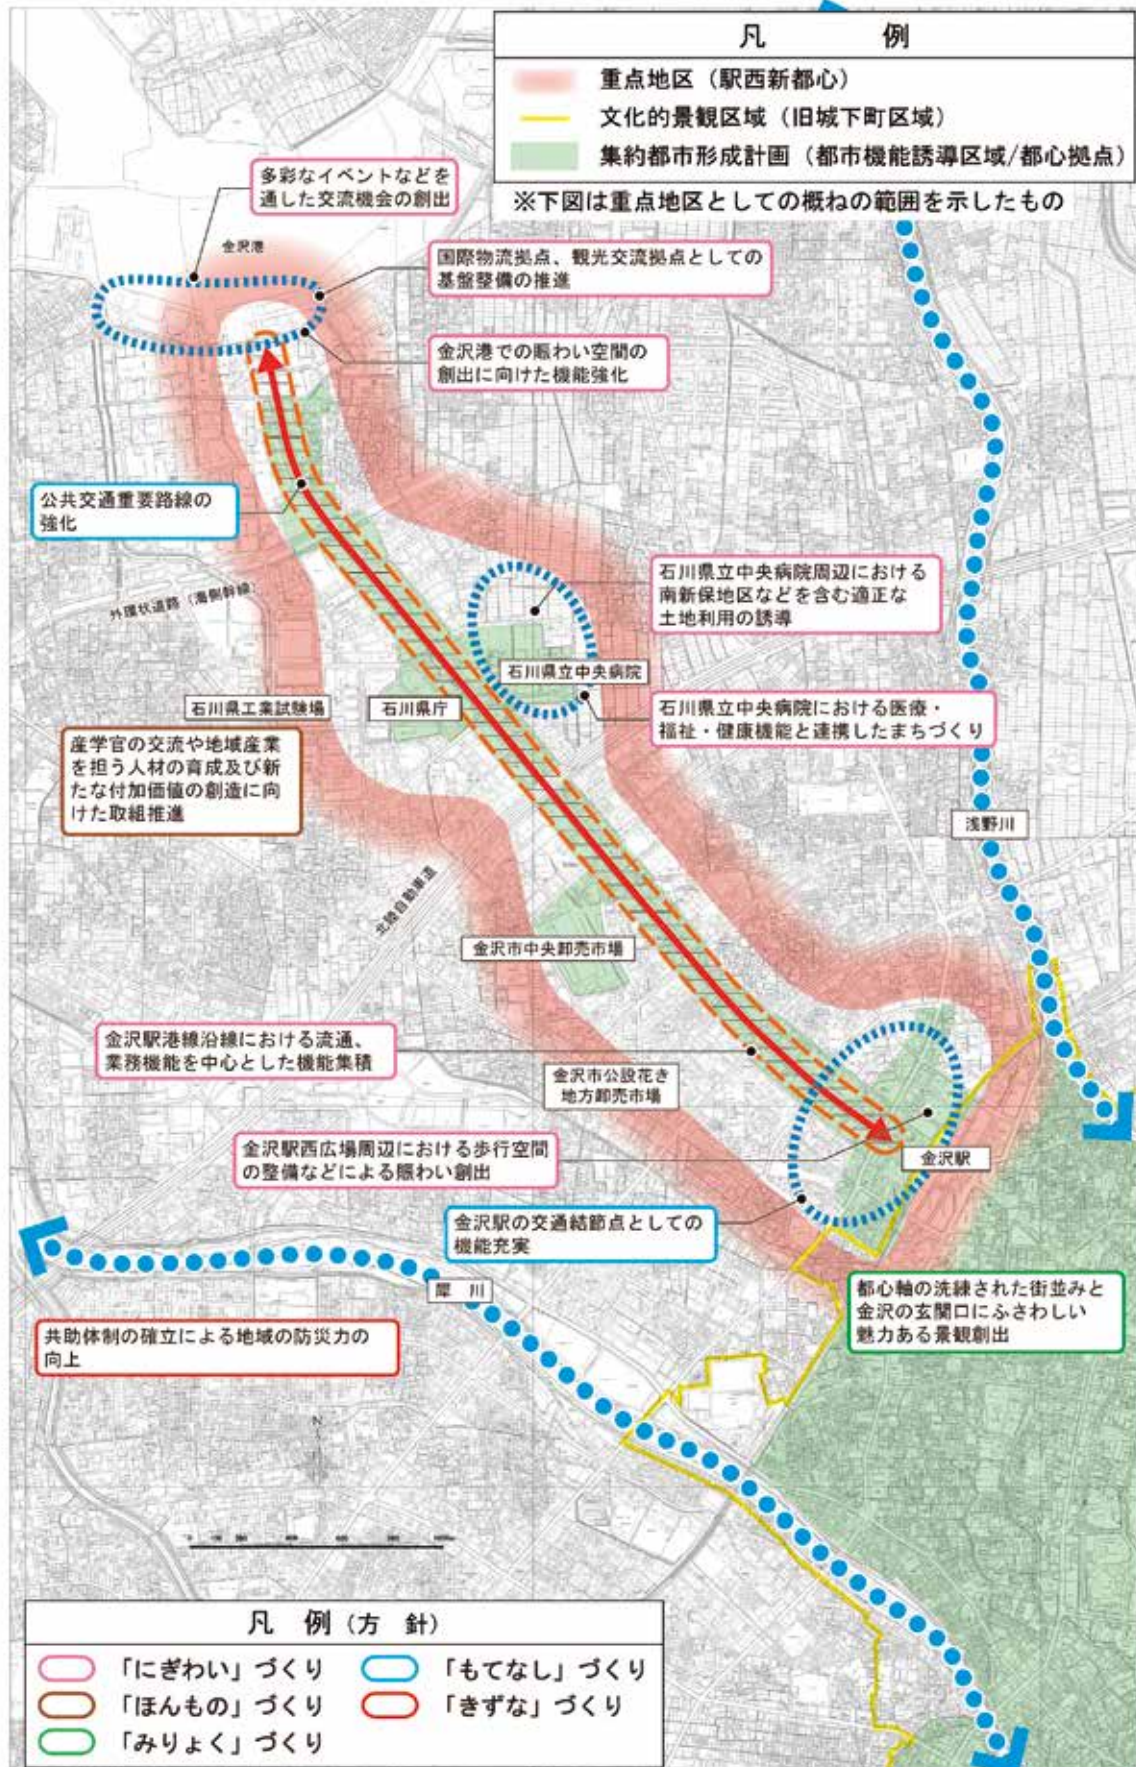 凡　例
重点地区（駅西新都心）
文化的景観区域（旧城下町区域）
集約都市形成計画（都市機能誘導区域/都心拠点）
※下図は重点地区としての概ねの範囲を示したもの
多彩なイベントなどを
通した交流機会の創出
金沢港
国際物流拠点、観光交流拠点としての
基盤整備の推進
金沢港での賑わい空間の
創出に向けた機能強化
公共交通重要路線の
強化
外環状道路（海側幹線）
石川県立中央病院周辺における
南新保地区などを含む適正な
土地利用の誘導
石川県立中央病院
石川県工業試験場
石川県庁
石川県立中央病院における医療・
福祉・健康機能と連携したまちづくり
産学官の交流や地域産業
を担う人材の育成及び新
たな付加価値の創造に向
けた取組推進
浅野川
北陸自動車道
金沢市中央卸売市場
金沢駅港線沿線における流通、
業務機能を中心とした機能集積
金沢市公設花き
地方卸売市場
金沢駅西広場周辺における歩行空間
の整備などによる賑わい創出
金沢駅
金沢駅の交通結節点としての
機能充実
犀　川
都心軸の洗練された街並みと
金沢の玄関口にふさわしい
魅力ある景観創出
共助体制の確立による地域の防災力の
向上
N
凡　例（方　針）
「にぎわい」づくり
「もてなし」づくり
「ほんもの」づくり
「きずな」づくり
「みりょく」づくり